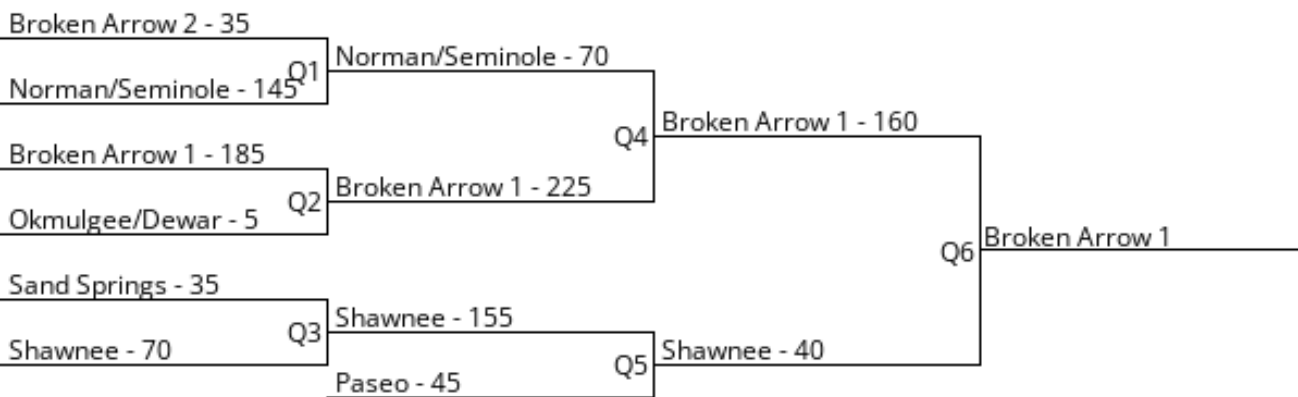 Broken Arrow 2 - 35
Q1
Norman/Seminole - 145
Norman/Seminole - 70
Broken Arrow 1 - 185
Q2
Okmulgee/Dewar - 5
Broken Arrow 1 - 225
Q4
Broken Arrow 1 - 160
Sand Springs - 35
Q3
Shawnee - 70
Shawnee - 155
Q5
Paseo - 45
Shawnee - 40
Q6
Broken Arrow 1